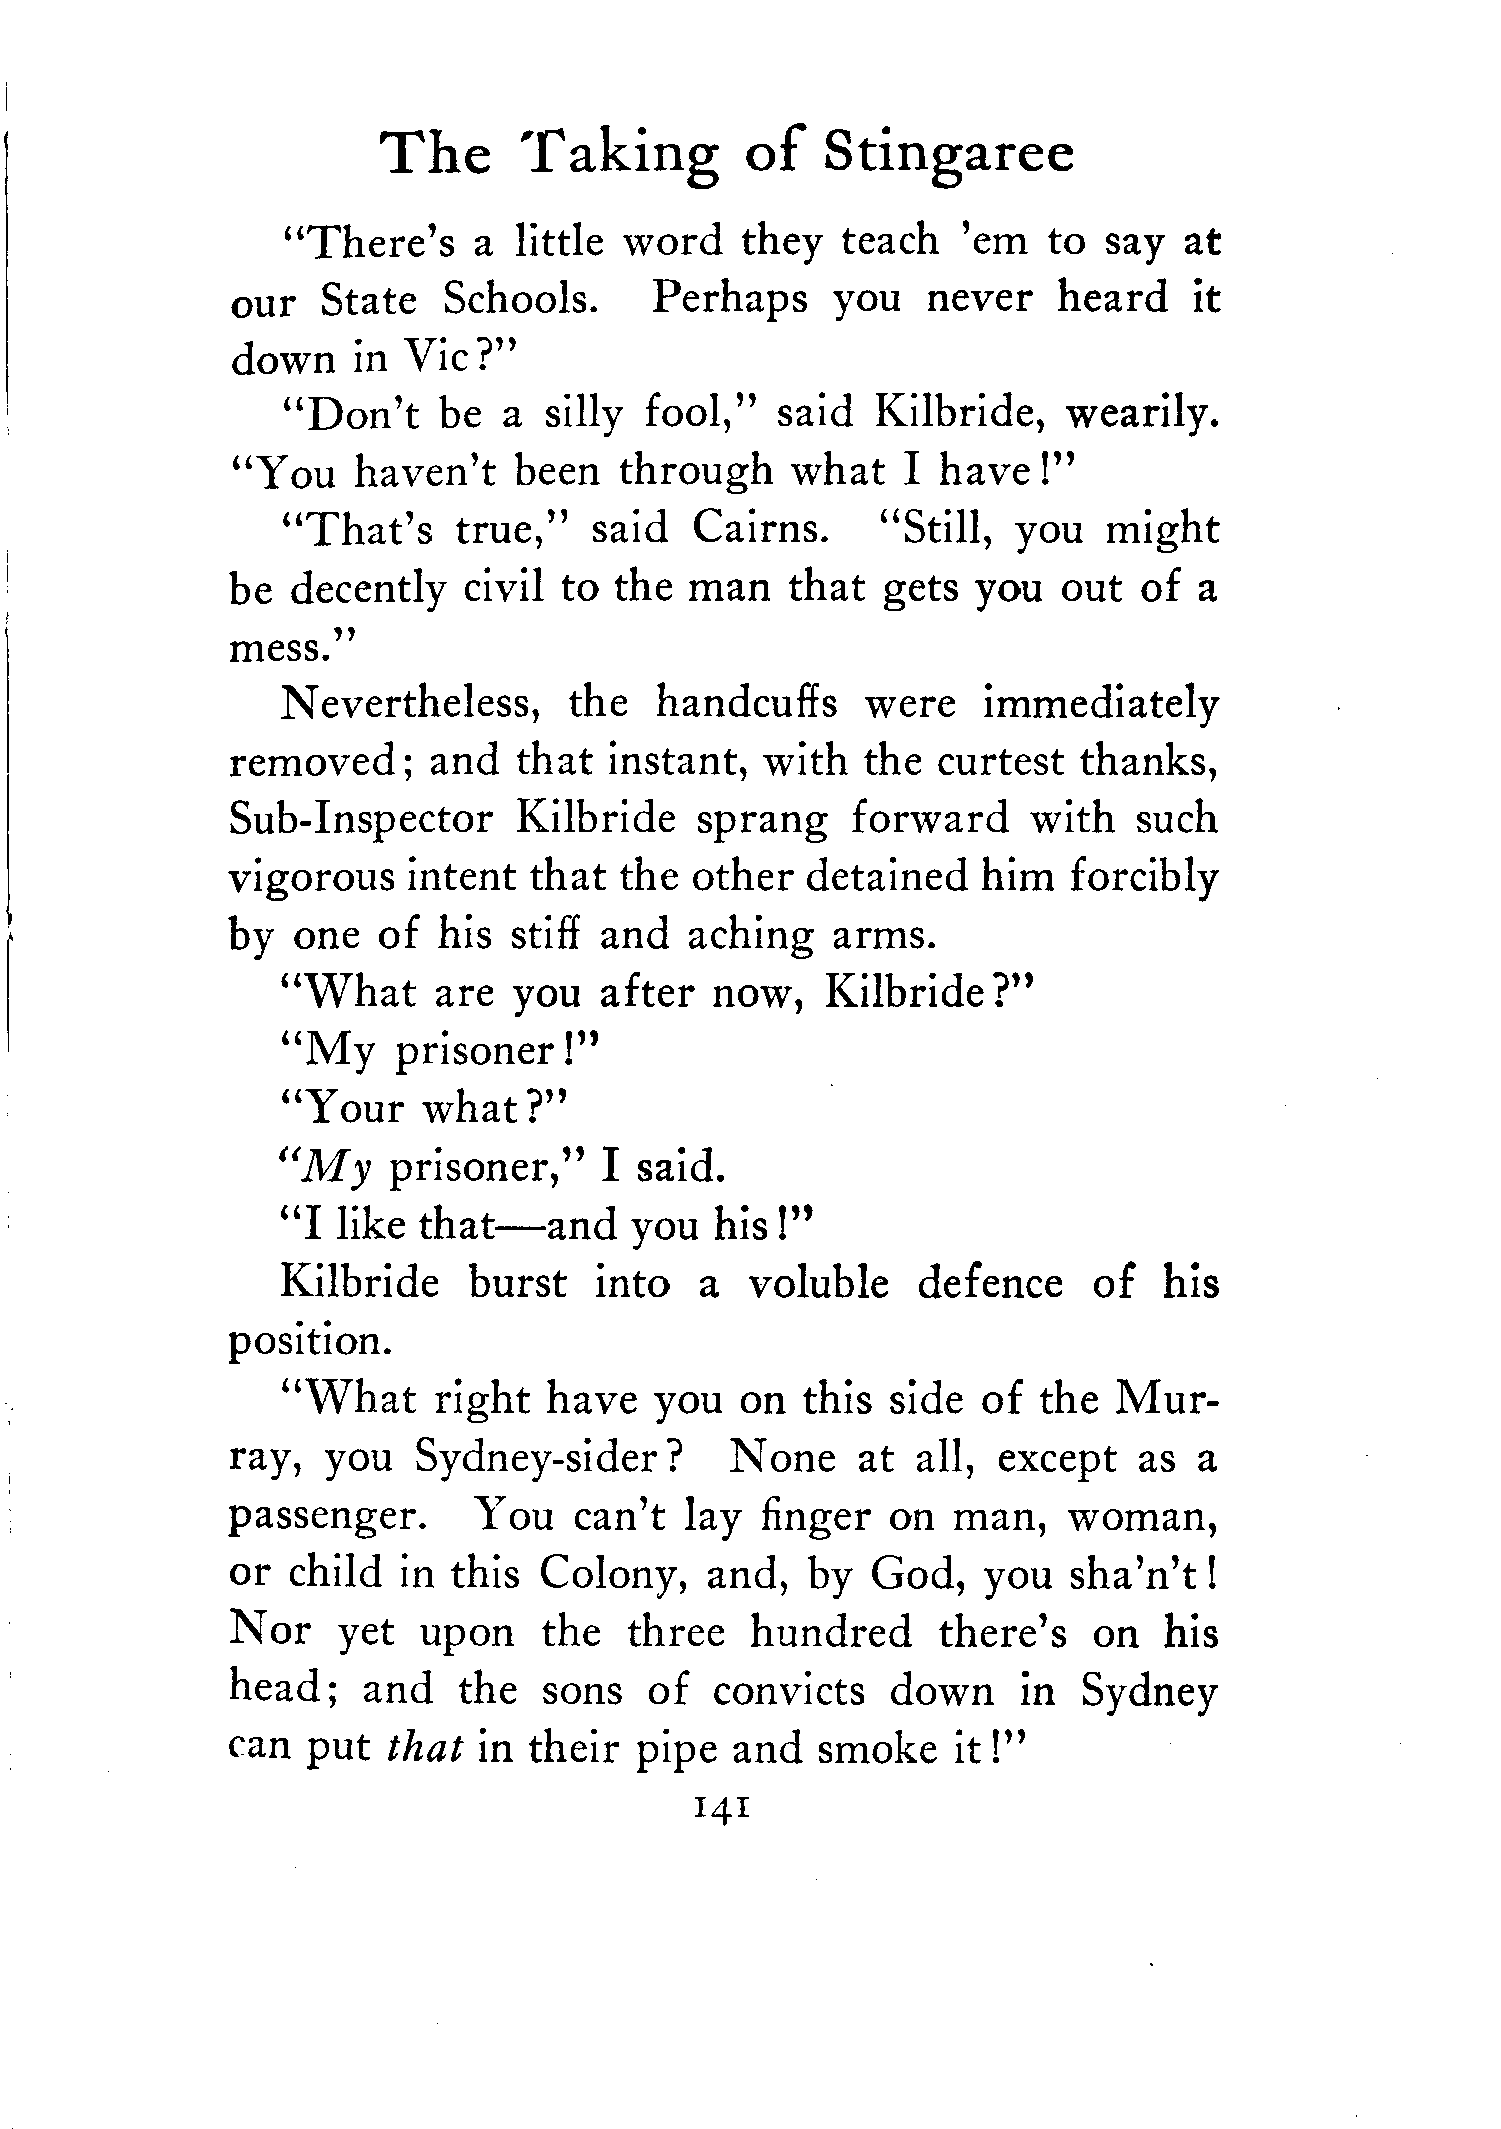 The Taking of Stingaree
"There's a little word they teach 'em to say at
our State Schools. Perhaps you never heard it
down in Vic?"
"Don't be a silly fool," said Kilbride, wearily.
"You haven't been through what I have!"
"That's true," said Cairns. "Still, you might
be decently civil to the man that gets you out of a
mess."
Nevertheless, the handcuffs were immediately
removed; and that instant, with the curtest thanks,
Sub-Inspector Kilbride sprang forward with such
vigorous intent that the other detained him forcibly
by one of his stiff and aching arms.
"What are you after now, Kilbride?"
"My prisoner!"
"Your what?"
"My prisoner," I said.
"I like that—and you his!"
Kilbride burst into a voluble defence of his
position.
"What right have you on this side of the Mur-
ray, you Sydney-sider? None at all, except as a
passenger. You can't lay finger on man, woman,
or child in this Colony, and, by God, you sha'n't!
Nor yet upon the three hundred there's on his
head; and the sons of convicts down in Sydney
can put that in their pipe and smoke it!"
141